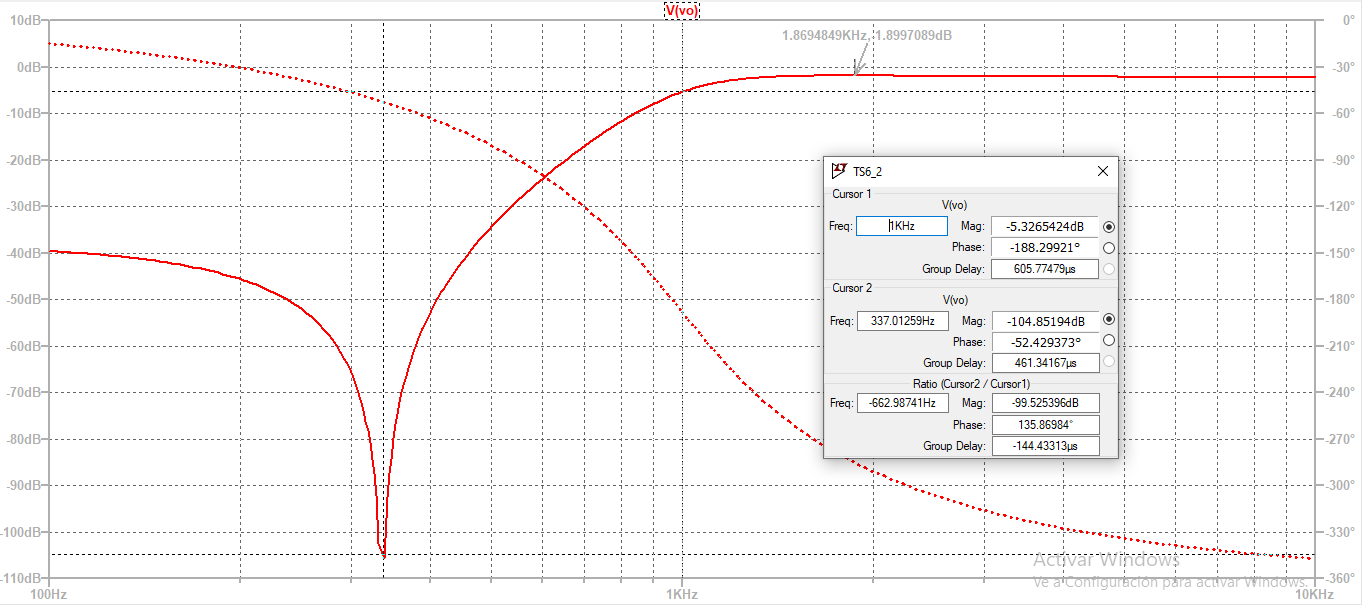 V(vo)
10dB
0dB
-10dB
-20dB
-30dB
-40dB
-50dB
-60dB
-70dB
-80dB
-90dB
-100dB
-110dB
0°
-30°
-60°
-90°
-120°
-150°
-180°
-210°
-240°
-270°
-300°
-330°
-360°
100Hz
1KHz
10KHz
1.8694849KHz, 1.8997089dB
TS6_2
Cursor 1
V(vo)
Freq: 1KHz Mag: -5.3265424dB
Phase: -188.29921°
Group Delay: 605.77479µs
Cursor 2
V(vo)
Freq: 337.01259Hz Mag: -104.85194dB
Phase: -52.429373°
Group Delay: 461.34167µs
Ratio (Cursor2 / Cursor1)
Freq: -662.98741Hz Mag: -99.525396dB
Phase: 135.86984°
Group Delay: -144.43313µs
Activar Windows
Ve a Configuración para activar Windows.